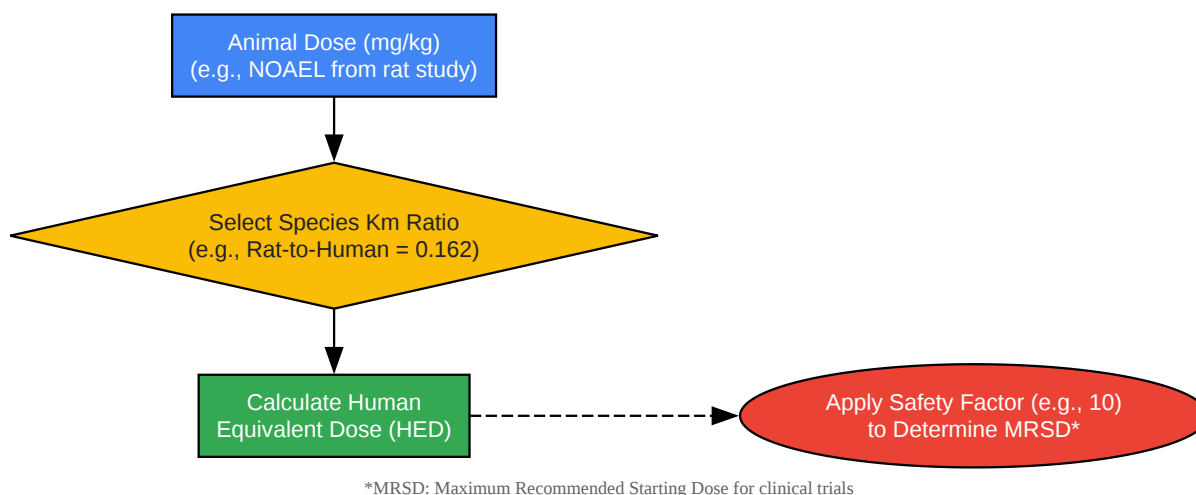 Animal Dose (mg/kg)
(e.g., NOAEL from rat study)
Select Species Km Ratio
(e.g., Rat-to-Human = 0.162)
Calculate Human
Equivalent Dose (HED)
Apply Safety Factor (e.g., 10)
to Determine MRSD*
*MRSD: Maximum Recommended Starting Dose for clinical trials